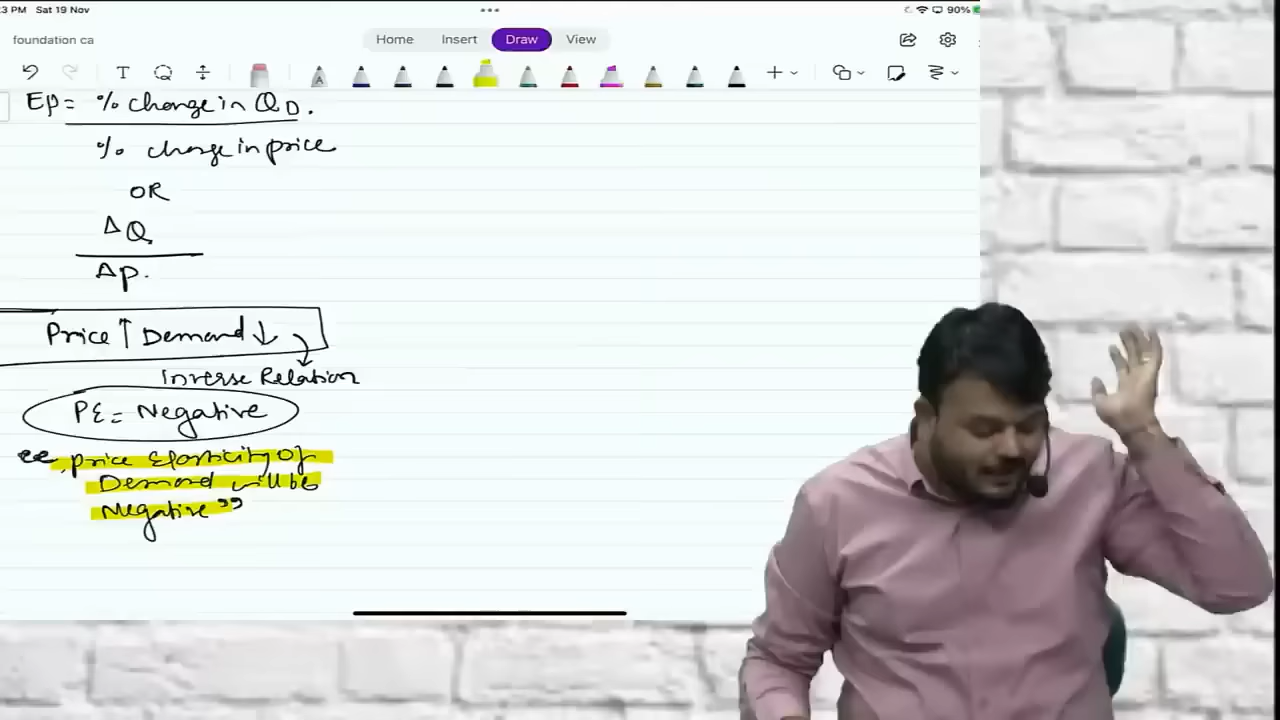 3 PM Sat 19 Nov
90%
foundation ca
Home Insert Draw View
T
A
Ep = % change in QD.
% change in price
OR
ΔQ
Δp.
Price ↑ Demand ↓
Inverse Relation
PE = Negative
“price Elasticity Of
Demand will be
Negative”